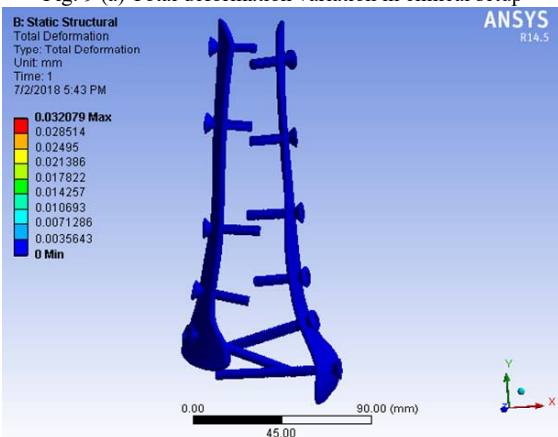 Fig. 9 (a) Total deformation variation in clinical setup
B: Static Structural
Total Deformation
Type: Total Deformation
Unit: mm
Time: 1
7/2/2018 5:43 PM
0.032079 Max
0.028514
0.02495
0.021386
0.017822
0.014257
0.010693
0.0071286
0.0035643
0 Min
ANSYS
R14.5
Y
X
0.00
90.00 (mm)
45.00